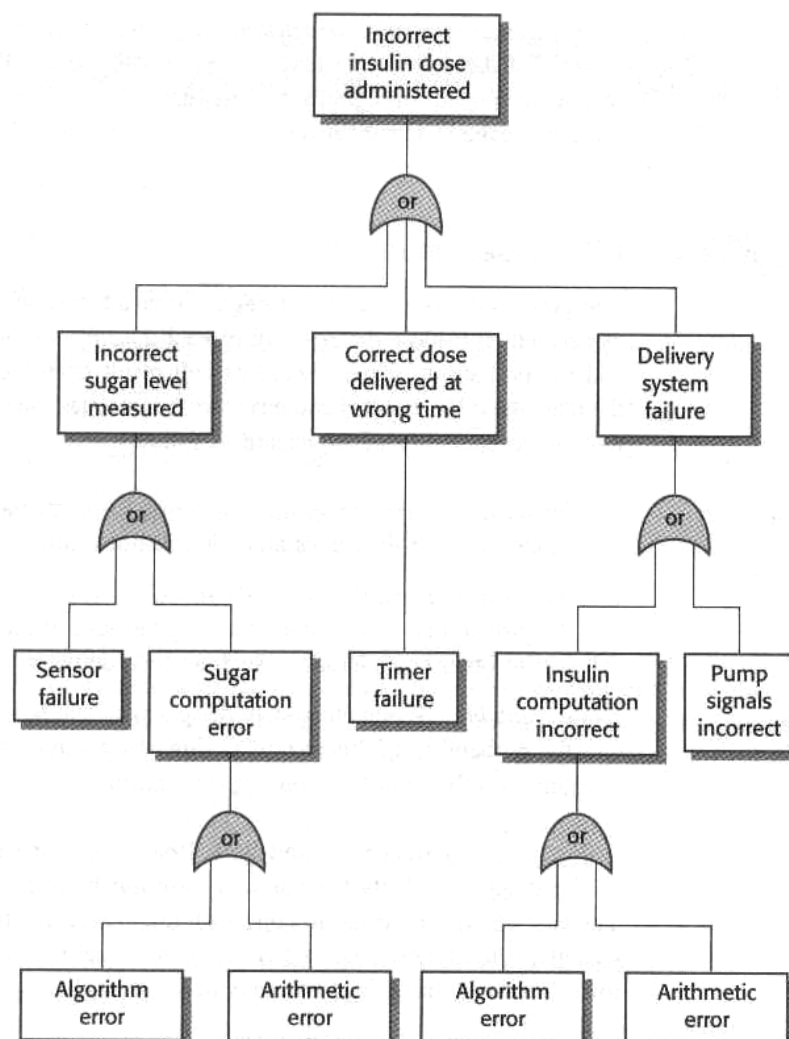 Incorrect
insulin dose
administered
or
Incorrect
sugar level
measured
Correct dose
delivered at
wrong time
Delivery
system
failure
or
or
Sensor
failure
Sugar
computation
error
Timer
failure
Insulin
computation
incorrect
Pump
signals
incorrect
or
or
Algorithm
error
Arithmetic
error
Algorithm
error
Arithmetic
error